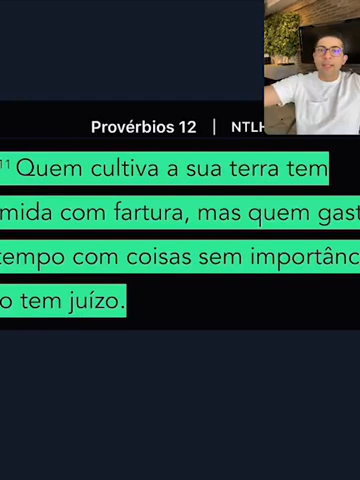 Provérbios 12 | NTLH
11 Quem cultiva a sua terra tem
mida com fartura, mas quem gast
tempo com coisas sem importânc
o tem juízo.